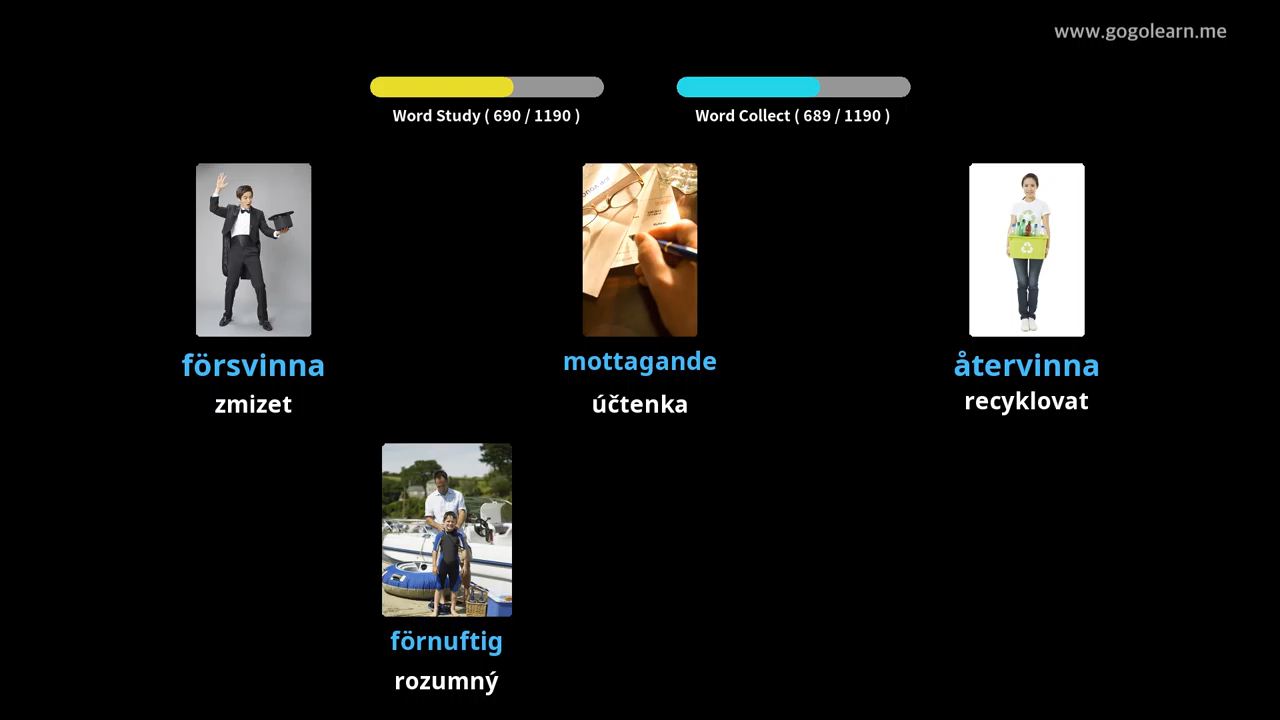 www.gogolearn.me
Word Study ( 690 / 1190 )
Word Collect ( 689 / 1190 )
försvinna
mottagande
återvinna
zmizet
účtenka
recyklovat
förnuftig
rozumný